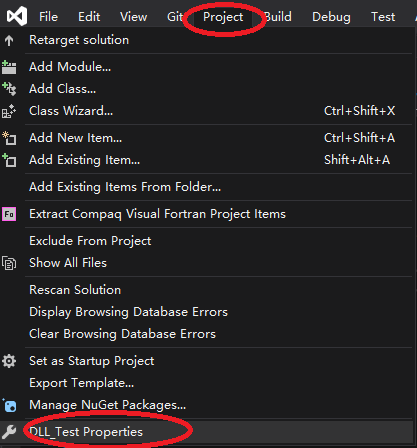 File Edit View Git Project Build Debug Test
Retarget solution
Add Module...
Add Class...
Class Wizard... Ctrl+Shift+X
Add New Item... Ctrl+Shift+A
Add Existing Item... Shift+Alt+A
Add Existing Items From Folder...
Fo Extract Compaq Visual Fortran Project Items
Exclude From Project
Show All Files
Rescan Solution
Display Browsing Database Errors
Clear Browsing Database Errors
Set as Startup Project
Export Template...
Manage NuGet Packages...
DLL_Test Properties